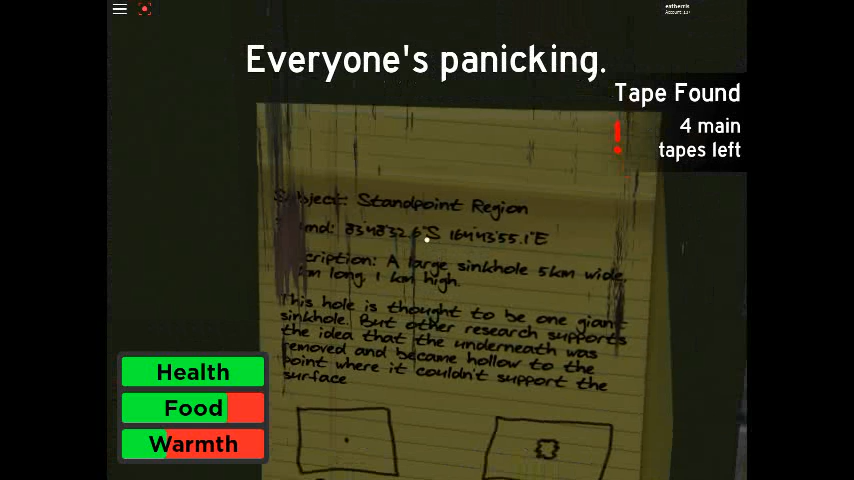 eatherris
Everyone's panicking.
Tape Found
! 4 main
tapes left
Subject: Standpoint Region
83°48'32.6"S 164°43'55.1"E
A large sinkhole 5km wide,
km long, 1 km high.
This hole is thought to be one giant
sinkhole. But other research supports
the idea that the underneath was
removed and became hollow to the
point where it couldn't support the
surface
Health
Food
Warmth